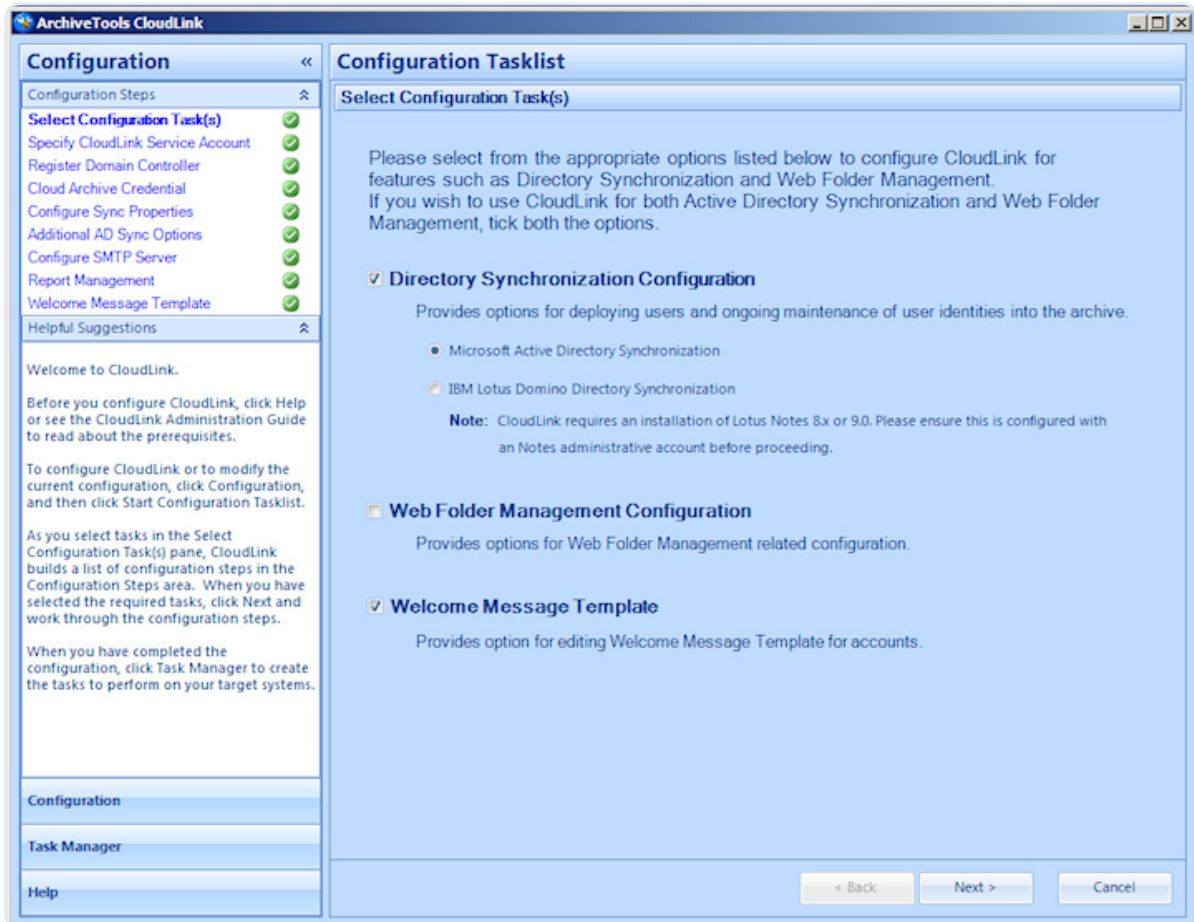 ArchiveTools CloudLink
Configuration «
Configuration Steps
Select Configuration Task(s)
Specify CloudLink Service Account
Register Domain Controller
Cloud Archive Credential
Configure Sync Properties
Additional AD Sync Options
Configure SMTP Server
Report Management
Welcome Message Template
Helpful Suggestions
Welcome to CloudLink.
Before you configure CloudLink, click Help
or see the CloudLink Administration Guide
to read about the prerequisites.
To configure CloudLink or to modify the
current configuration, click Configuration,
and then click Start Configuration Tasklist.
As you select tasks in the Select
Configuration Task(s) pane, CloudLink
builds a list of configuration steps in the
Configuration Steps area. When you have
selected the required tasks, click Next and
work through the configuration steps.
When you have completed the
configuration, click Task Manager to create
the tasks to perform on your target systems.
Configuration
Task Manager
Help
Configuration Tasklist
Select Configuration Task(s)
Please select from the appropriate options listed below to configure CloudLink for
features such as Directory Synchronization and Web Folder Management.
If you wish to use CloudLink for both Active Directory Synchronization and Web Folder
Management, tick both the options.
Directory Synchronization Configuration
Provides options for deploying users and ongoing maintenance of user identities into the archive.
Microsoft Active Directory Synchronization
IBM Lotus Domino Directory Synchronization
Note: CloudLink requires an installation of Lotus Notes 8.x or 9.0. Please ensure this is configured with
an Notes administrative account before proceeding.
Web Folder Management Configuration
Provides options for Web Folder Management related configuration.
Welcome Message Template
Provides option for editing Welcome Message Template for accounts.
< Back Next > Cancel